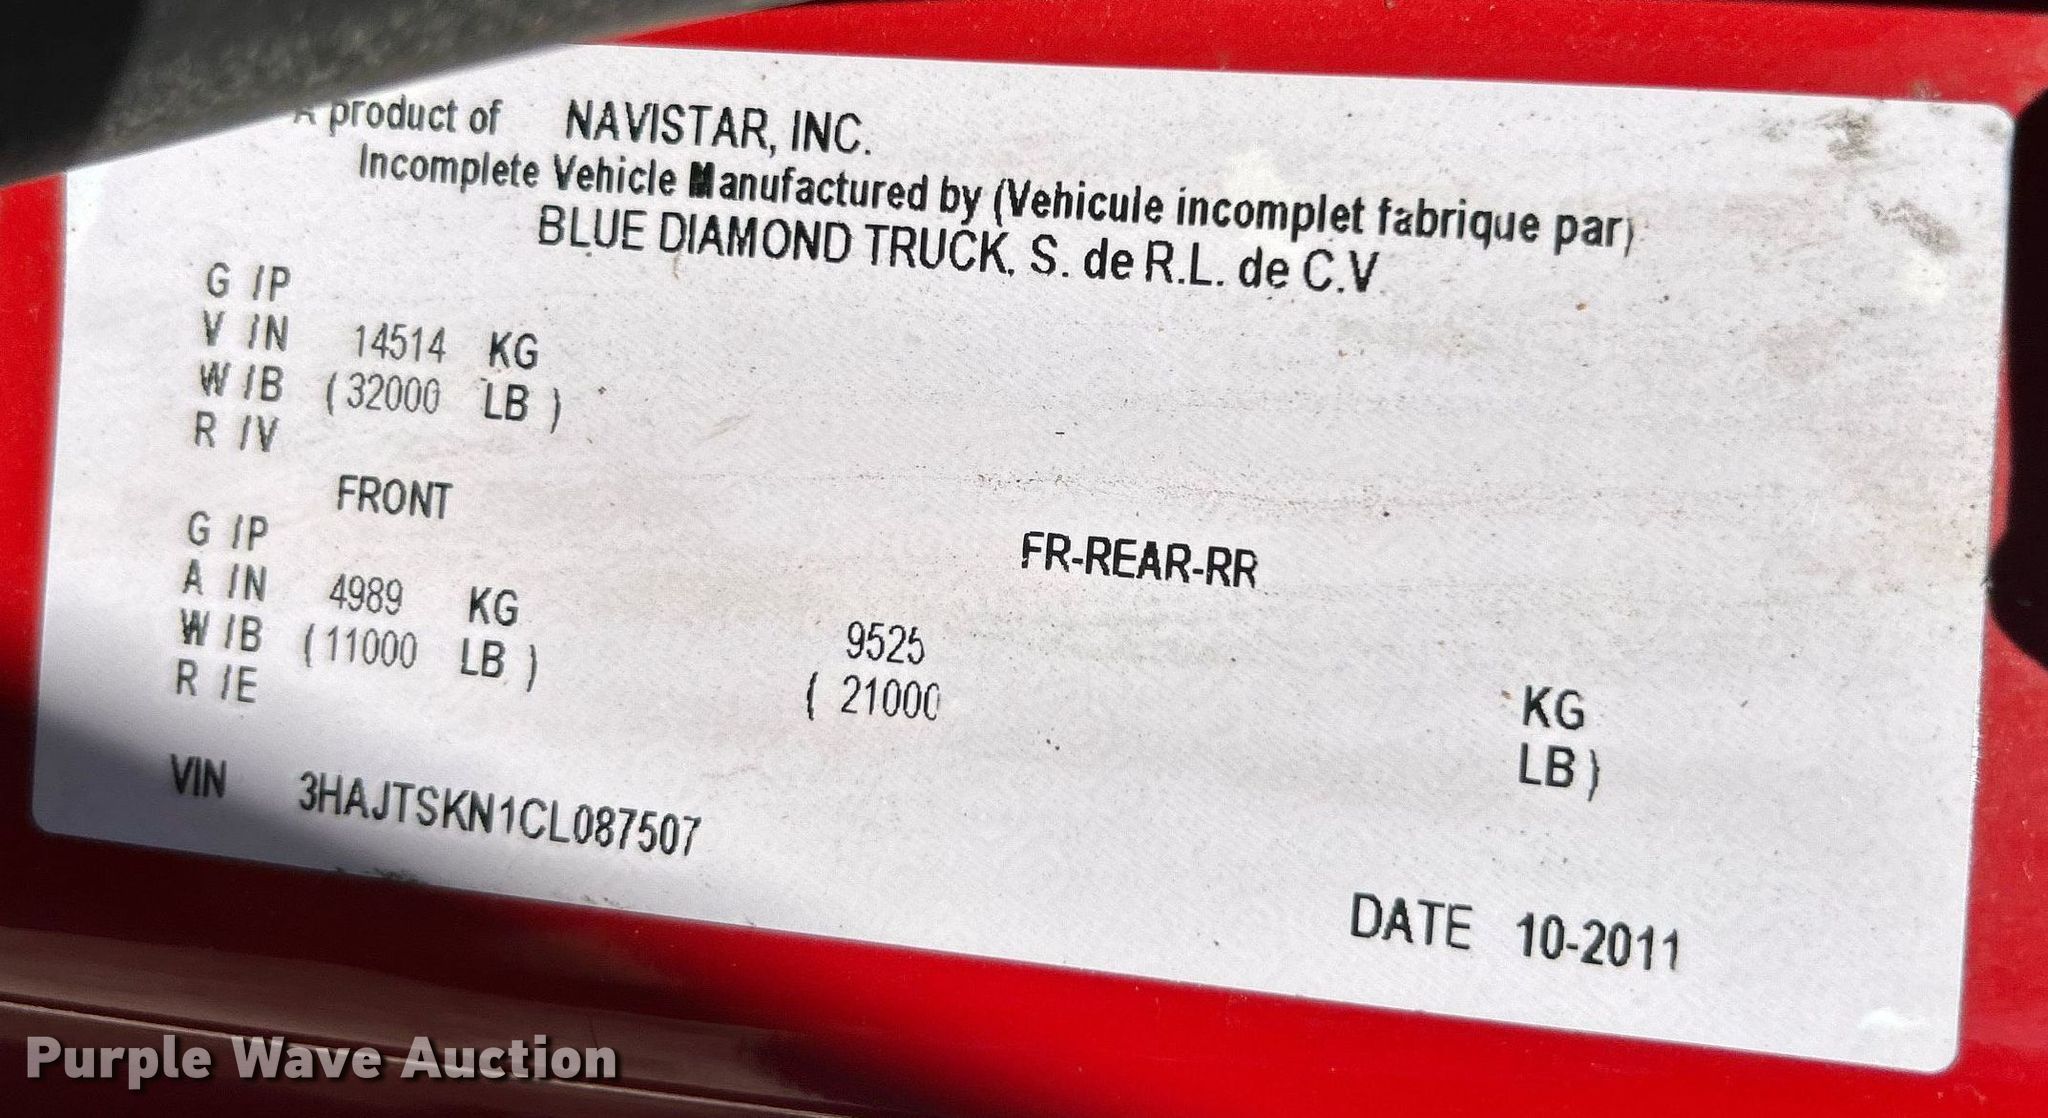 A product of NAVISTAR, INC.
Incomplete Vehicle Manufactured by (Vehicule incomplet fabrique par)
BLUE DIAMOND TRUCK, S. de R.L. de C.V
G /P
V /N 14514 KG
W /B ( 32000 LB )
R /V
FRONT FR-REAR-RR
G /P
A /N 4989 KG 9525 KG
W /B ( 11000 LB ) ( 21000 LB )
R /E
VIN 3HAJTSKN1CL087507
DATE 10-2011
Purple Wave Auction